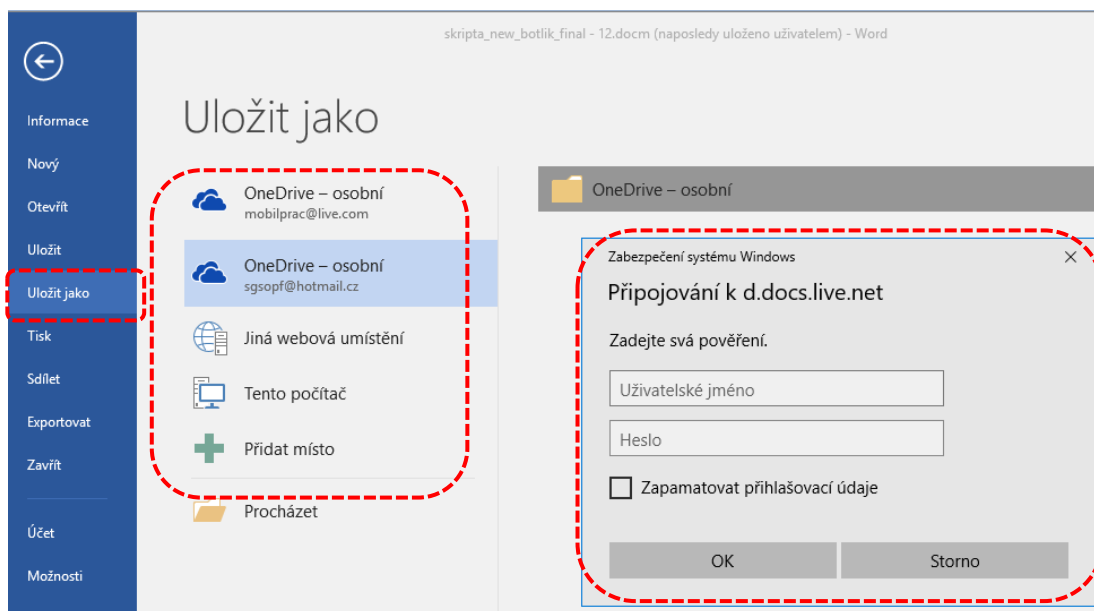 skripta_new_botlik_final - 12.docm (naposledy uloženo uživatelem) - Word
Informace
Nový
Otevřít
Uložit
Uložit jako
Tisk
Sdílet
Exportovat
Zavřít
Účet
Možnosti
Uložit jako
OneDrive – osobní
mobilprac@live.com
OneDrive – osobní
sgsopf@hotmail.cz
Jiná webová umístění
Tento počítač
Přidat místo
Procházet
OneDrive – osobní
Zabezpečení systému Windows
Připojování k d.docs.live.net
Zadejte svá pověření.
Uživatelské jméno
Heslo
Zapamatovat přihlašovací údaje
OK
Storno